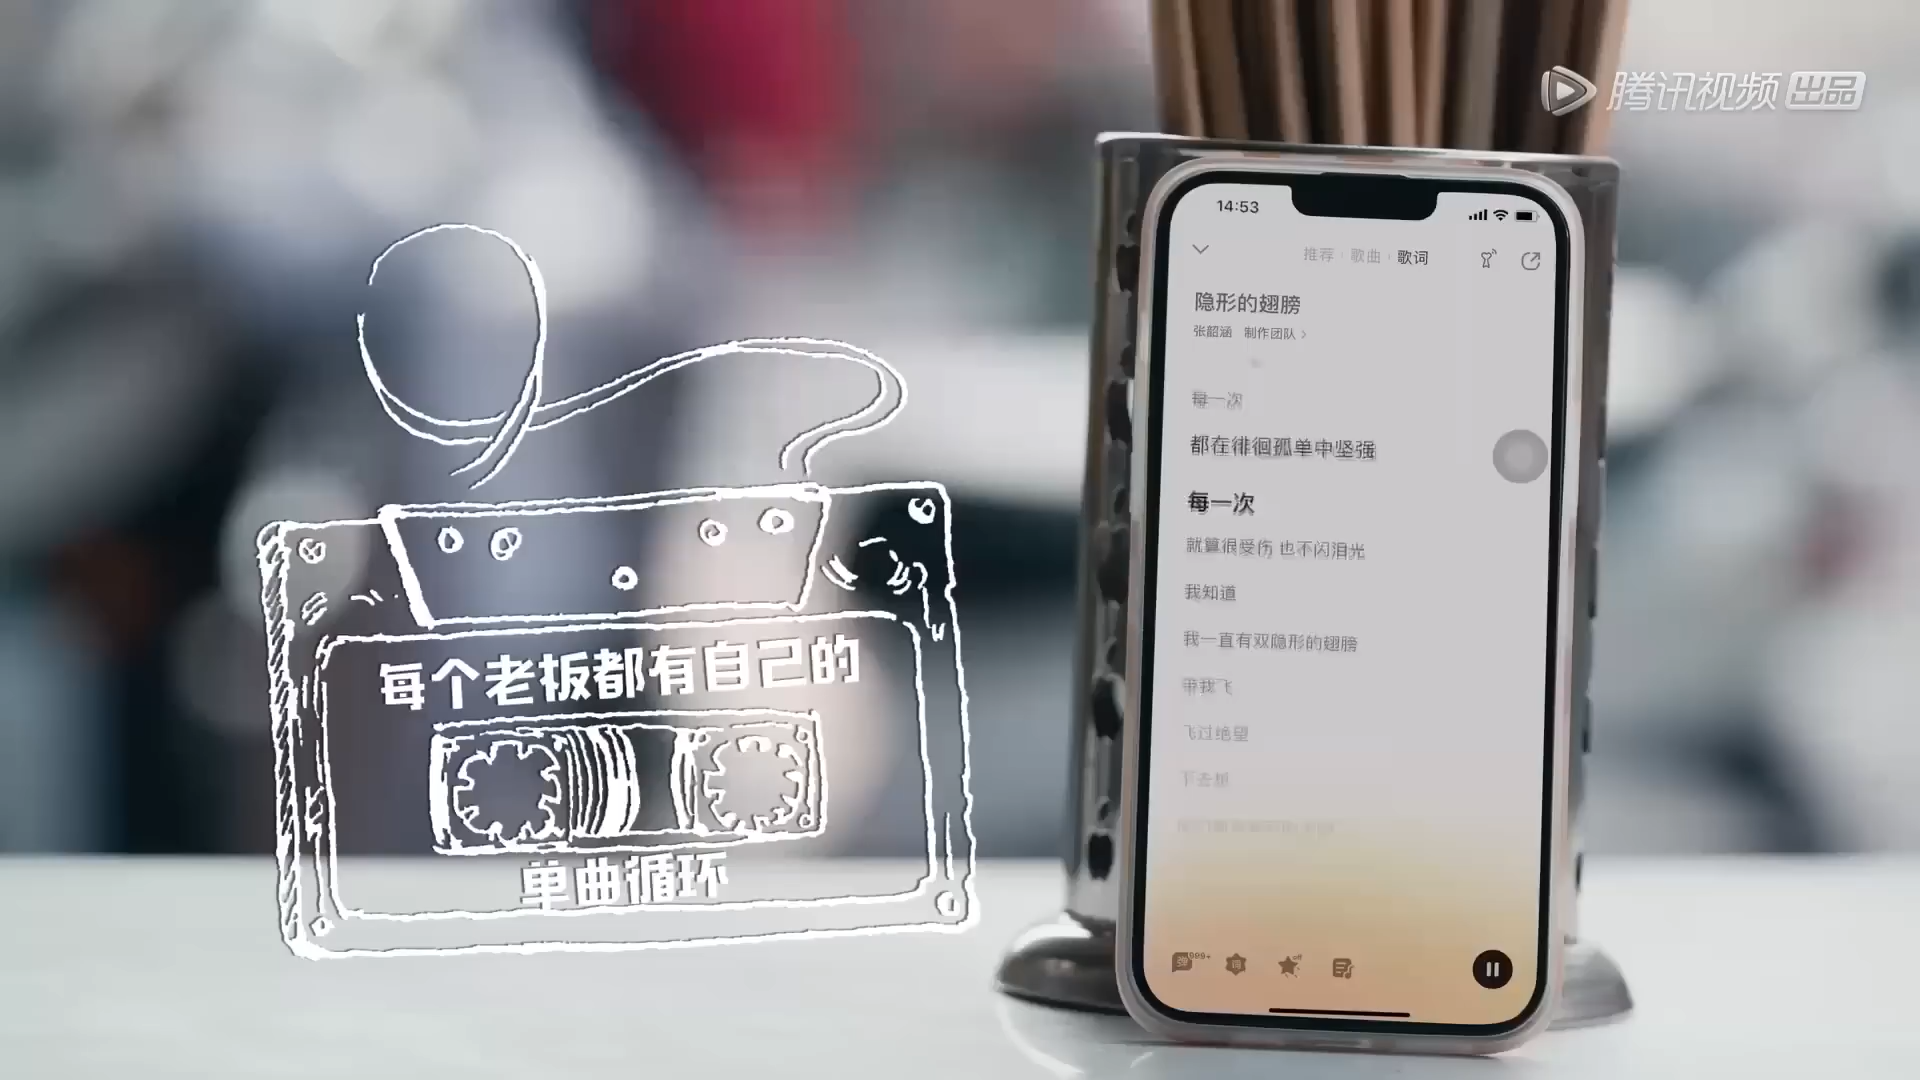 腾讯视频 出品
每个老板都有自己的
单曲循环
14:53
推荐 歌曲 歌词
隐形的翅膀
张韶涵 制作团队
每一次
都在徘徊孤单中坚强
每一次
就算很受伤 也不闪泪光
我知道
我一直有双隐形的翅膀
带我飞
飞过绝望
999+
词
off